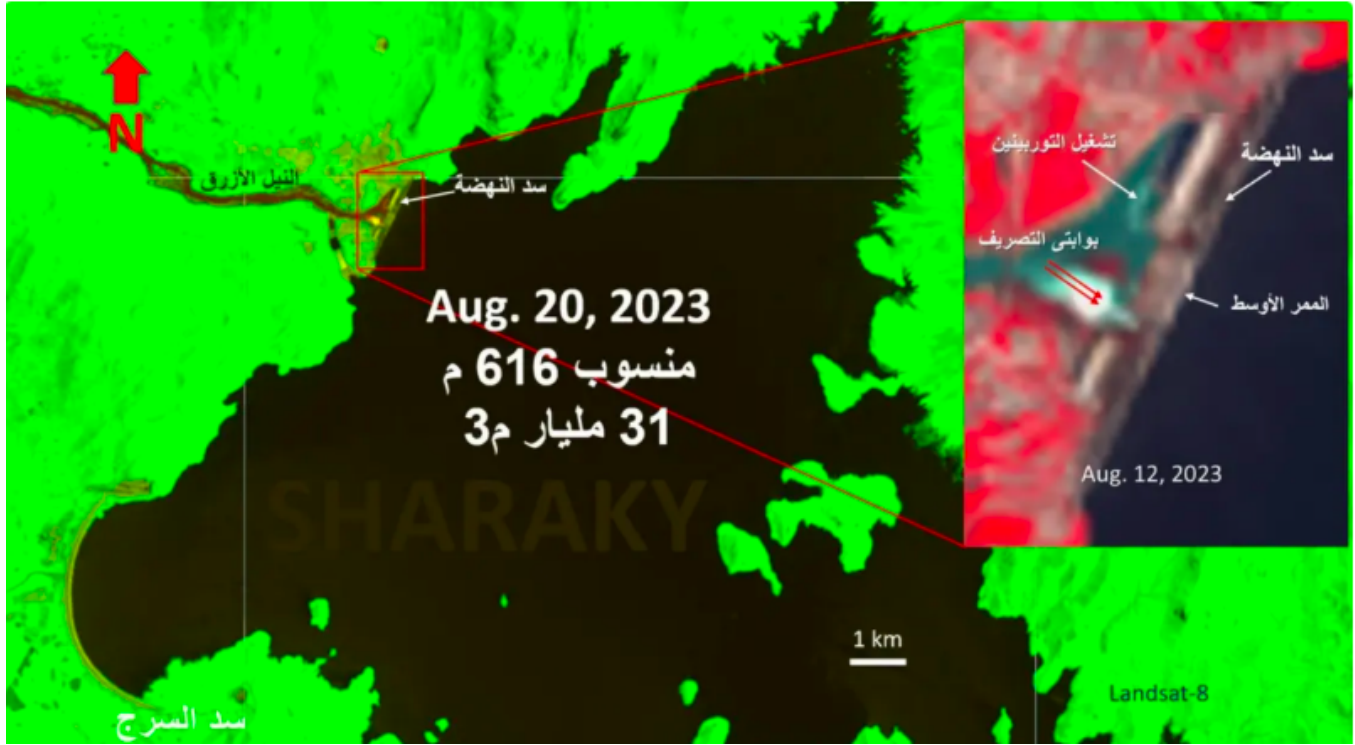 N
النيل الأزرق
سد النهضة
Aug. 20, 2023
منسوب 616 م
31 مليار م3
SHARAKY
سد السرج
1 km
Landsat-8
تشغيل التوربينين
سد النهضة
بوابتى التصريف
الممر الأوسط
Aug. 12, 2023